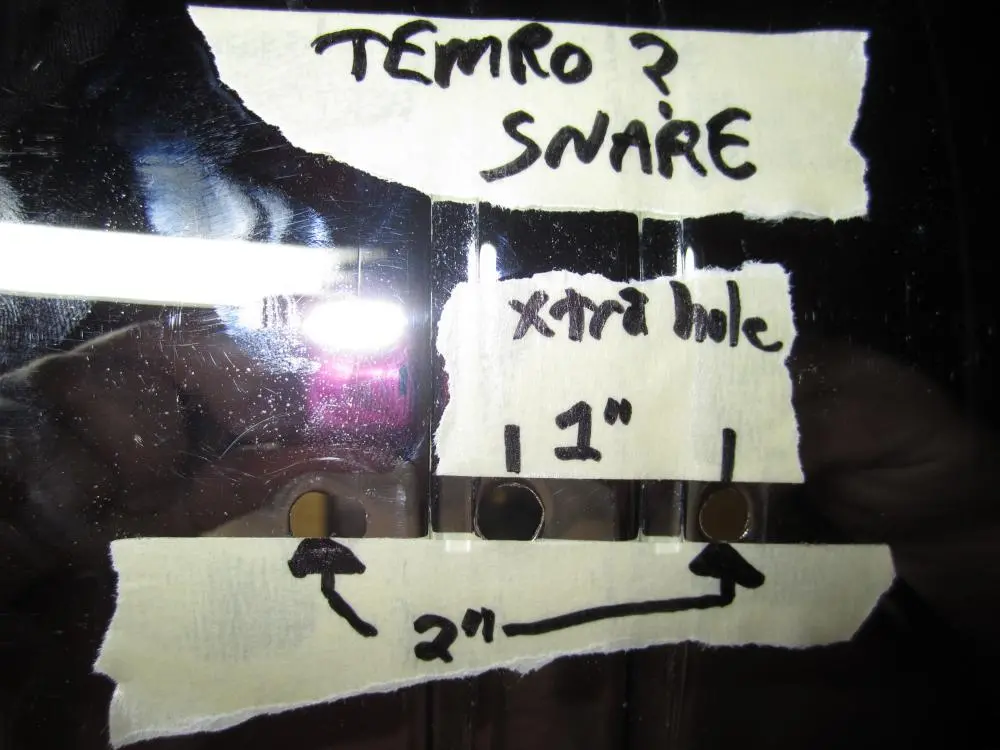 TEMRO ?
SNARE
xtra hole
1"
2"